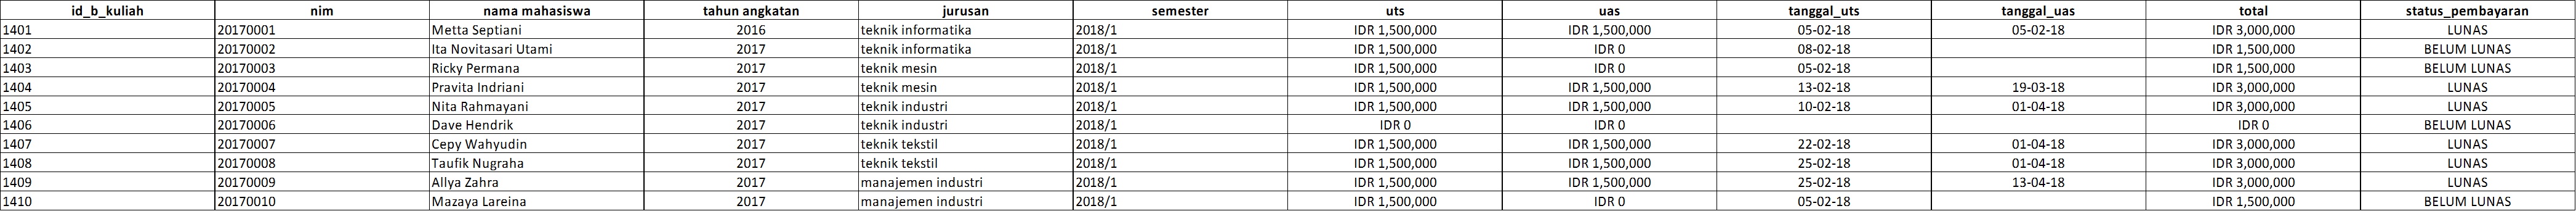 id_b_kuliah nim nama mahasiswa tahun angkatan jurusan semester uts uas tanggal_uts tanggal_uas total status_pembayaran
1401 20170001 Metta Septiani 2016 teknik informatika 2018/1 IDR 1,500,000 IDR 1,500,000 05-02-18 05-02-18 IDR 3,000,000 LUNAS
1402 20170002 Ita Novitasari Utami 2017 teknik informatika 2018/1 IDR 1,500,000 IDR 0 08-02-18 IDR 1,500,000 BELUM LUNAS
1403 20170003 Ricky Permana 2017 teknik mesin 2018/1 IDR 1,500,000 IDR 0 05-02-18 IDR 1,500,000 BELUM LUNAS
1404 20170004 Pravita Indriani 2017 teknik mesin 2018/1 IDR 1,500,000 IDR 1,500,000 13-02-18 19-03-18 IDR 3,000,000 LUNAS
1405 20170005 Nita Rahmayani 2017 teknik industri 2018/1 IDR 1,500,000 IDR 1,500,000 10-02-18 01-04-18 IDR 3,000,000 LUNAS
1406 20170006 Dave Hendrik 2017 teknik industri 2018/1 IDR 0 IDR 0 IDR 0 BELUM LUNAS
1407 20170007 Cepy Wahyudin 2017 teknik tekstil 2018/1 IDR 1,500,000 IDR 1,500,000 22-02-18 01-04-18 IDR 3,000,000 LUNAS
1408 20170008 Taufik Nugraha 2017 teknik tekstil 2018/1 IDR 1,500,000 IDR 1,500,000 25-02-18 01-04-18 IDR 3,000,000 LUNAS
1409 20170009 Allya Zahra 2017 manajemen industri 2018/1 IDR 1,500,000 IDR 1,500,000 25-02-18 13-04-18 IDR 3,000,000 LUNAS
1410 20170010 Mazaya Lareina 2017 manajemen industri 2018/1 IDR 1,500,000 IDR 0 05-02-18 IDR 1,500,000 BELUM LUNAS